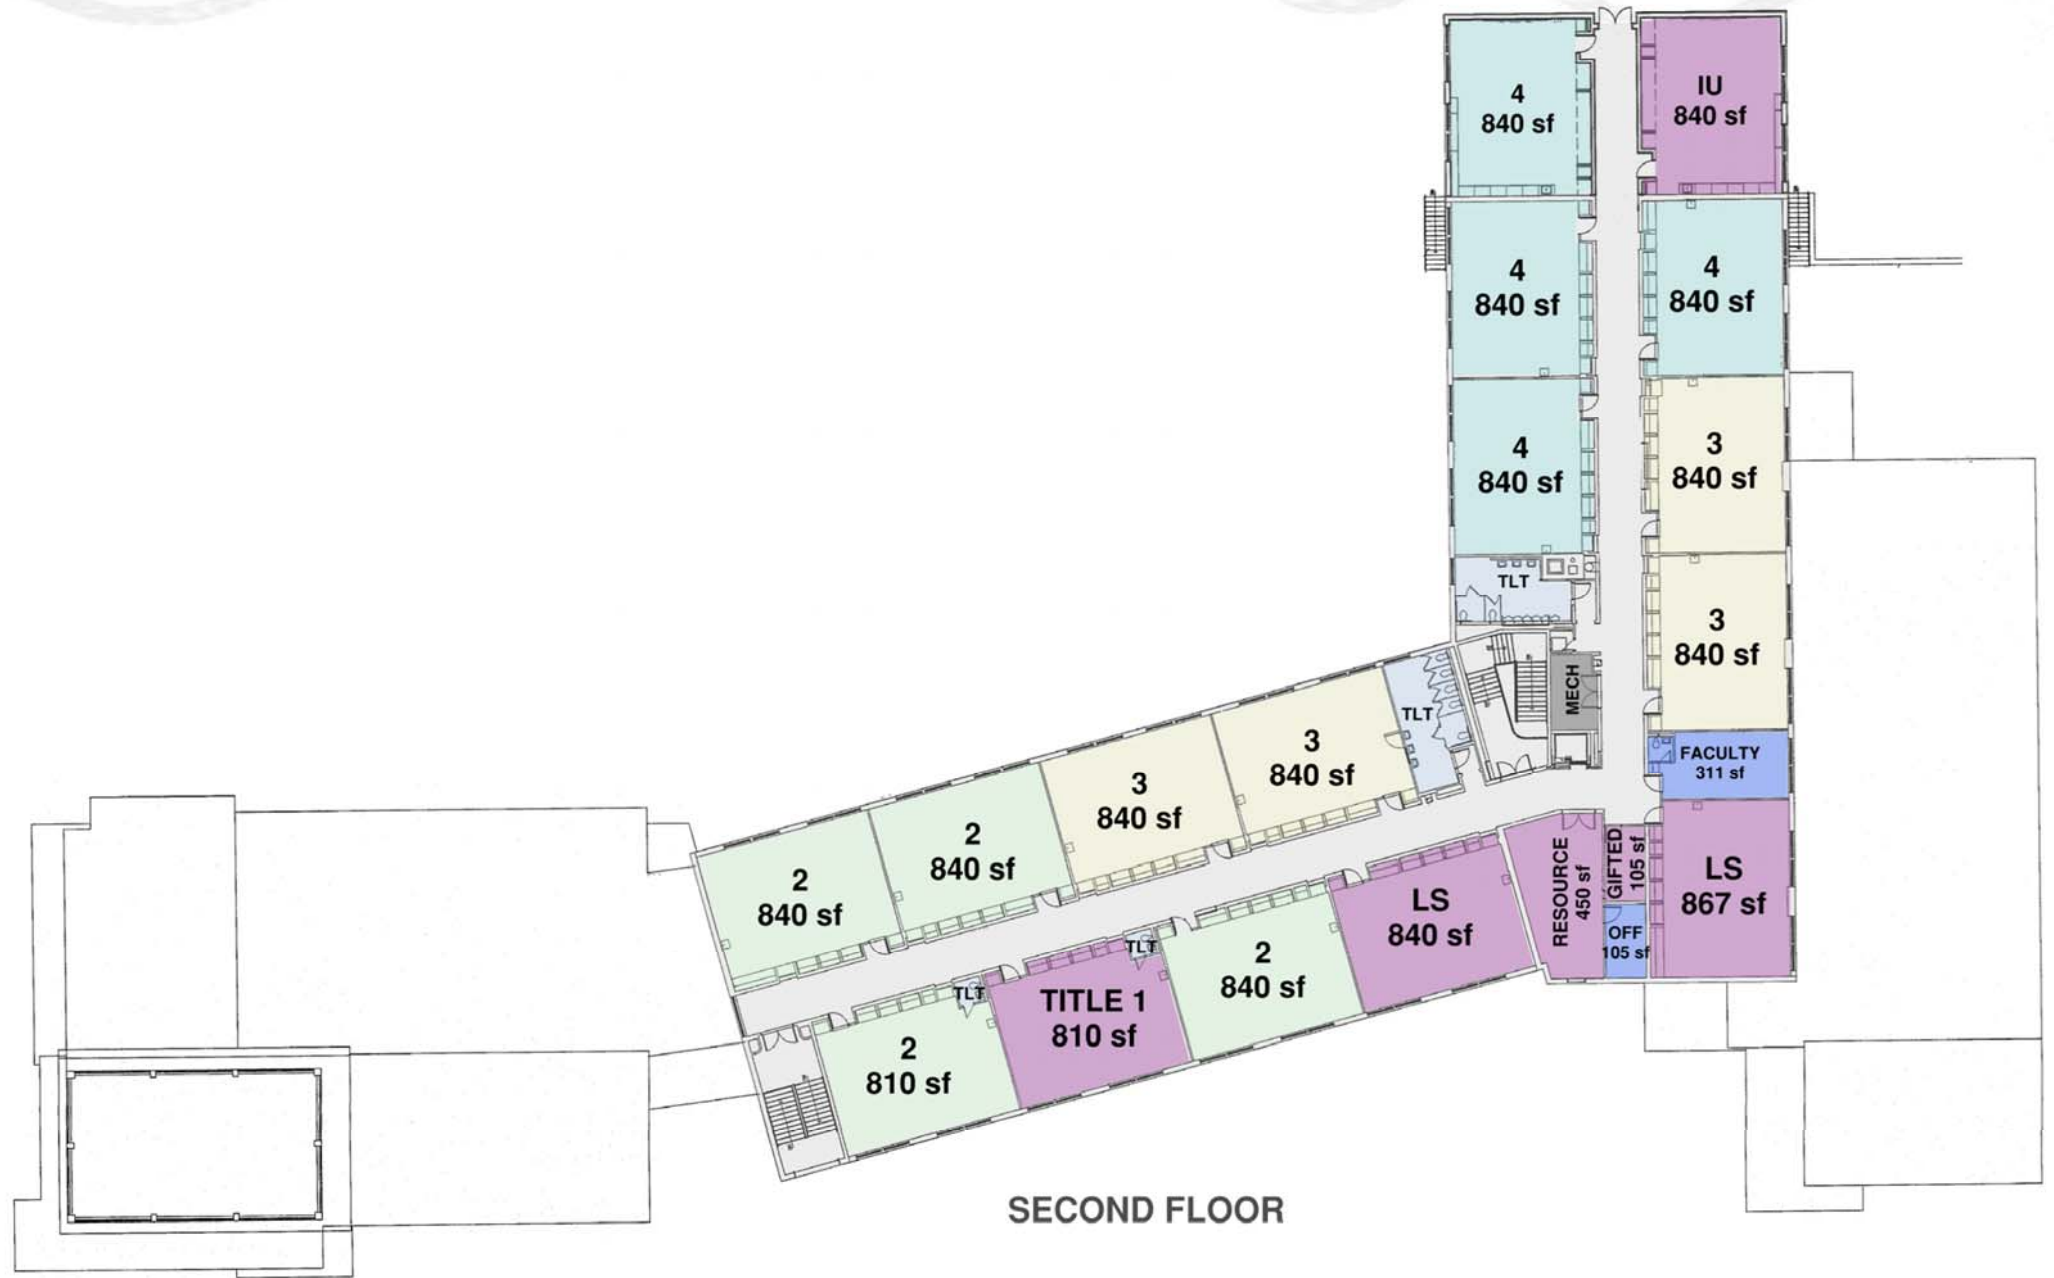 4
840 sf
IU
840 sf
4
840 sf
4
840 sf
4
840 sf
3
840 sf
TLT
3
840 sf
MECH
TLT
FACULTY
311 sf
3
840 sf
3
840 sf
2
840 sf
2
840 sf
RESOURCE
450 sf
GIFTED
105 sf
LS
867 sf
OFF
105 sf
LS
840 sf
TLT
2
840 sf
TLT
TITLE 1
810 sf
2
810 sf
SECOND FLOOR